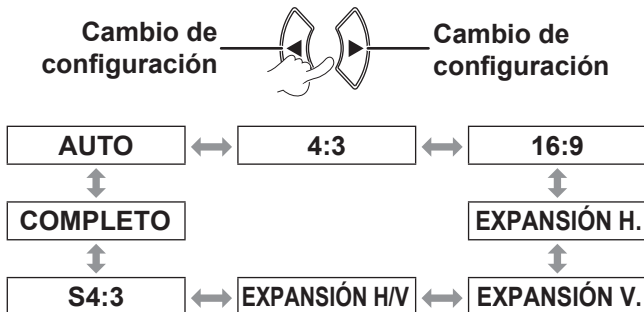 Cambio de
configuración
Cambio de
configuración
AUTO
4:3
16:9
COMPLETO
EXPANSIÓN H.
S4:3
EXPANSIÓN H/V
EXPANSIÓN V.